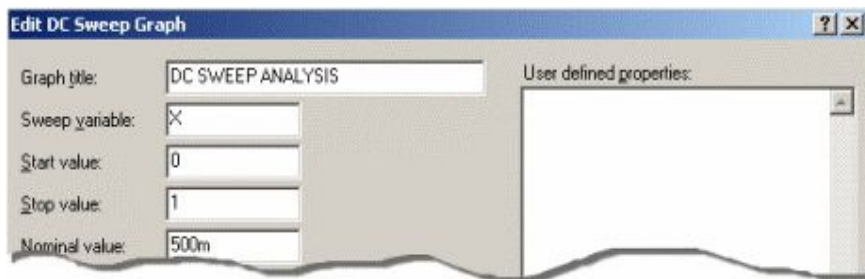 Edit DC Sweep Graph
Graph title: DC SWEEP ANALYSIS
User defined properties:
Sweep variable: X
Start value: 0
Stop value: 1
Nominal value: 500m